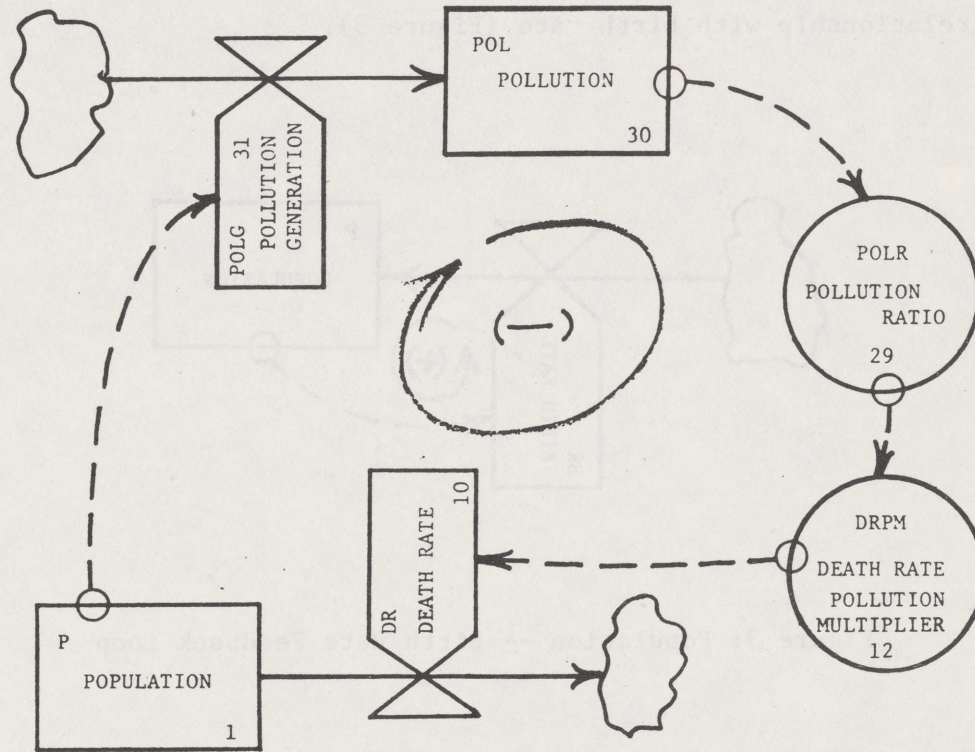 relationship with birth rate (Figure 3).
POL
POLLUTION
30
POLG
31
POLLUTION
GENERATION
POLR
POLLUTION
RATIO
29
(—)
DRPM
DEATH RATE
POLLUTION
MULTIPLIER
12
10
DR
DEATH RATE
P
POPULATION
1
Figure 3: Population -- Birth Rate Feedback Loop